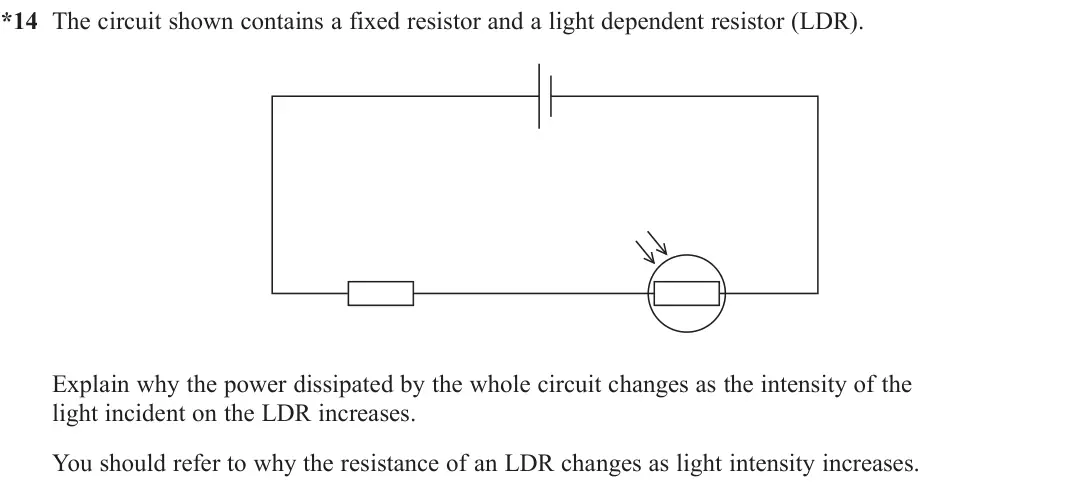 *14 The circuit shown contains a fixed resistor and a light dependent resistor (LDR).
Explain why the power dissipated by the whole circuit changes as the intensity of the
light incident on the LDR increases.
You should refer to why the resistance of an LDR changes as light intensity increases.